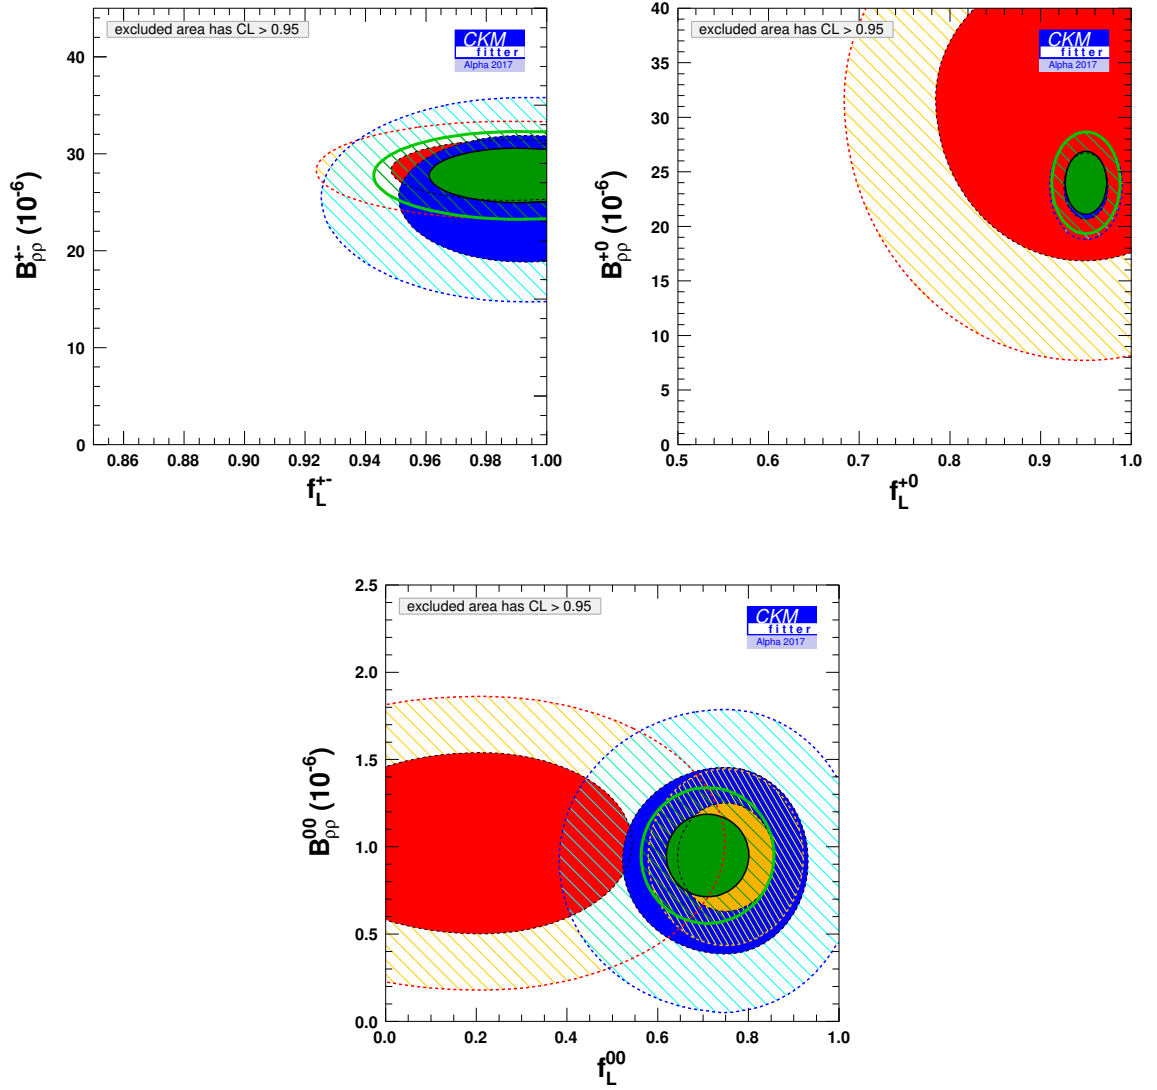 excluded area has CL > 0.95
CKM
fitter
Alpha 2017
40
30
20
10
0
0.86 0.88 0.90 0.92 0.94 0.96 0.98 1.00
B_{ρρ}^{+-} (10^{-6})
f_L^{+-}
excluded area has CL > 0.95
CKM
fitter
Alpha 2017
40
35
30
25
20
15
10
5
0
0.5 0.6 0.7 0.8 0.9 1.0
B_{ρρ}^{+0} (10^{-6})
f_L^{+0}
excluded area has CL > 0.95
CKM
fitter
Alpha 2017
2.5
2.0
1.5
1.0
0.5
0.0
0.0 0.2 0.4 0.6 0.8 1.0
B_{ρρ}^{00} (10^{-6})
f_L^{00}